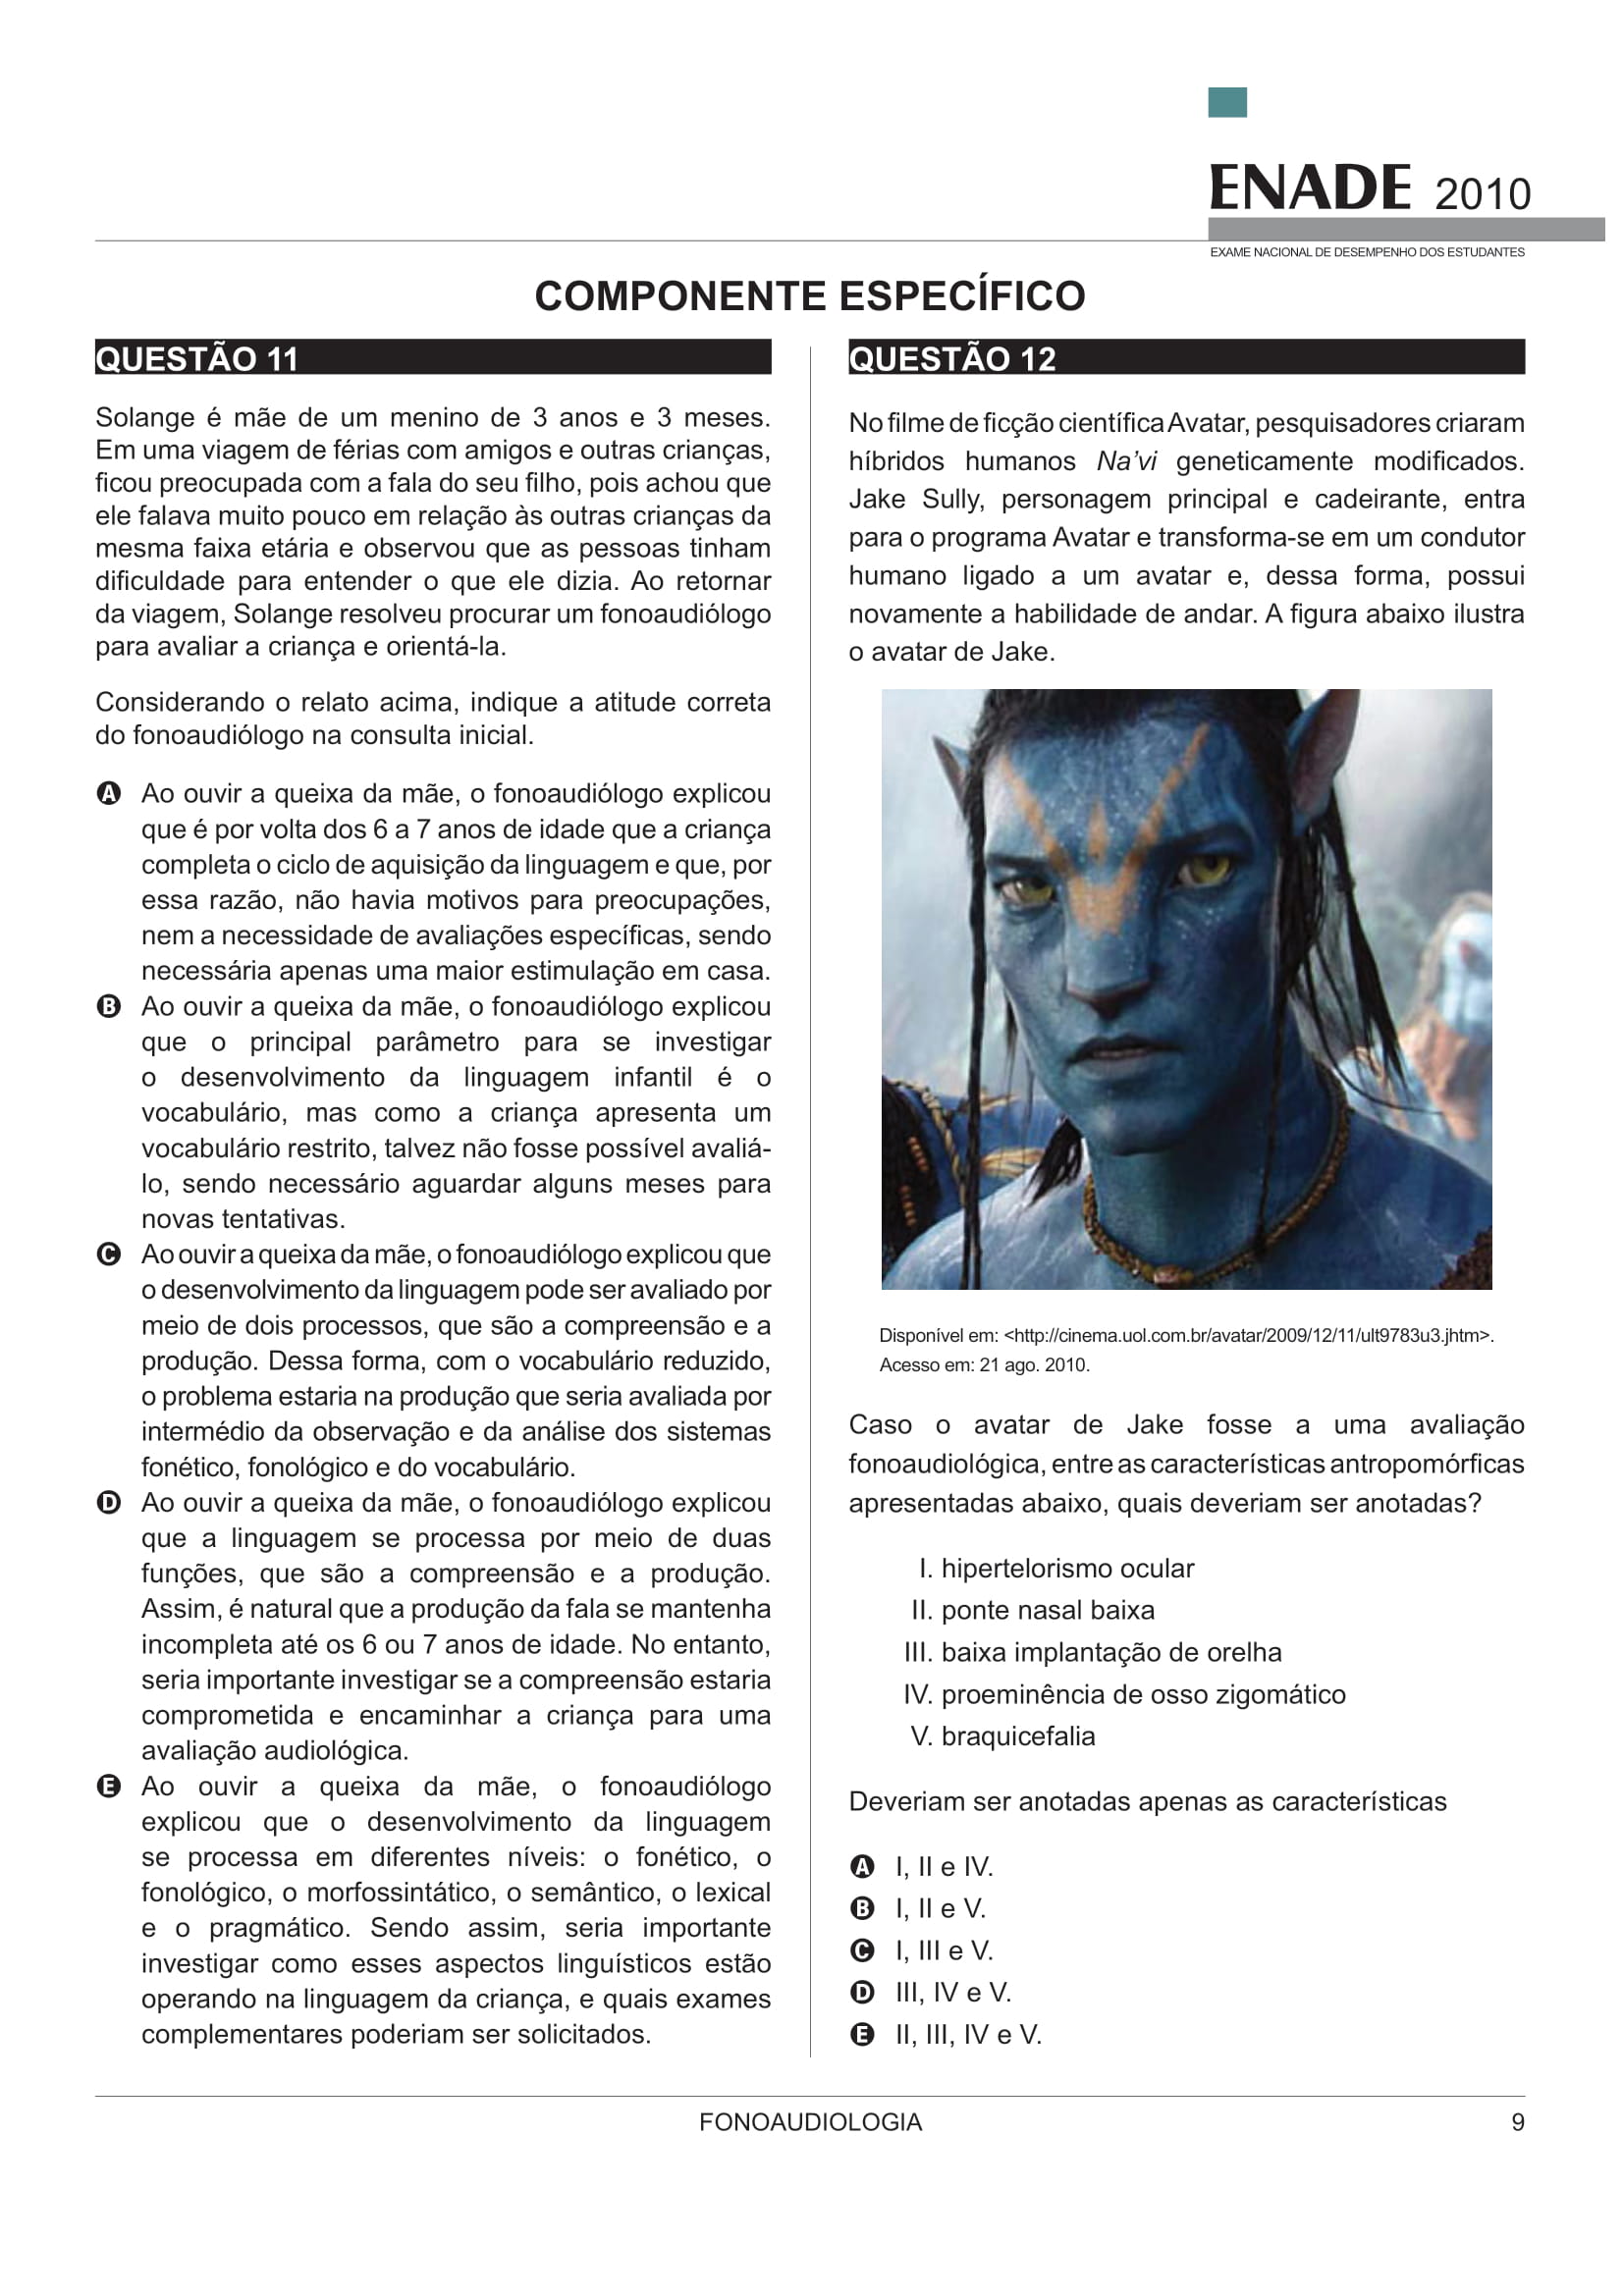 ENADE 2010
EXAME NACIONAL DE DESEMPENHO DOS ESTUDANTES
COMPONENTE ESPECÍFICO
QUESTÃO 11
Solange é mãe de um menino de 3 anos e 3 meses.
Em uma viagem de férias com amigos e outras crianças,
ficou preocupada com a fala do seu filho, pois achou que
ele falava muito pouco em relação às outras crianças da
mesma faixa etária e observou que as pessoas tinham
dificuldade para entender o que ele dizia. Ao retornar
da viagem, Solange resolveu procurar um fonoaudiólogo
para avaliar a criança e orientá-la.
Considerando o relato acima, indique a atitude correta
do fonoaudiólogo na consulta inicial.
A Ao ouvir a queixa da mãe, o fonoaudiólogo explicou
que é por volta dos 6 a 7 anos de idade que a criança
completa o ciclo de aquisição da linguagem e que, por
essa razão, não havia motivos para preocupações,
nem a necessidade de avaliações específicas, sendo
necessária apenas uma maior estimulação em casa.
B Ao ouvir a queixa da mãe, o fonoaudiólogo explicou
que o principal parâmetro para se investigar
o desenvolvimento da linguagem infantil é o
vocabulário, mas como a criança apresenta um
vocabulário restrito, talvez não fosse possível avaliá-
lo, sendo necessário aguardar alguns meses para
novas tentativas.
C Ao ouvir a queixa da mãe, o fonoaudiólogo explicou que
o desenvolvimento da linguagem pode ser avaliado por
meio de dois processos, que são a compreensão e a
produção. Dessa forma, com o vocabulário reduzido,
o problema estaria na produção que seria avaliada por
intermédio da observação e da análise dos sistemas
fonético, fonológico e do vocabulário.
D Ao ouvir a queixa da mãe, o fonoaudiólogo explicou
que a linguagem se processa por meio de duas
funções, que são a compreensão e a produção.
Assim, é natural que a produção da fala se mantenha
incompleta até os 6 ou 7 anos de idade. No entanto,
seria importante investigar se a compreensão estaria
comprometida e encaminhar a criança para uma
avaliação audiológica.
E Ao ouvir a queixa da mãe, o fonoaudiólogo
explicou que o desenvolvimento da linguagem
se processa em diferentes níveis: o fonético, o
fonológico, o morfossintático, o semântico, o lexical
e o pragmático. Sendo assim, seria importante
investigar como esses aspectos linguísticos estão
operando na linguagem da criança, e quais exames
complementares poderiam ser solicitados.
QUESTÃO 12
No filme de ficção científica Avatar, pesquisadores criaram
híbridos humanos Na’vi geneticamente modificados.
Jake Sully, personagem principal e cadeirante, entra
para o programa Avatar e transforma-se em um condutor
humano ligado a um avatar e, dessa forma, possui
novamente a habilidade de andar. A figura abaixo ilustra
o avatar de Jake.
Disponível em: <http://cinema.uol.com.br/avatar/2009/12/11/ult9783u3.jhtm>.
Acesso em: 21 ago. 2010.
Caso o avatar de Jake fosse a uma avaliação
fonoaudiológica, entre as características antropomórficas
apresentadas abaixo, quais deveriam ser anotadas?
I. hipertelorismo ocular
II. ponte nasal baixa
III. baixa implantação de orelha
IV. proeminência de osso zigomático
V. braquicefalia
Deveriam ser anotadas apenas as características
A I, II e IV.
B I, II e V.
C I, III e V.
D III, IV e V.
E II, III, IV e V.
FONOAUDIOLOGIA
9